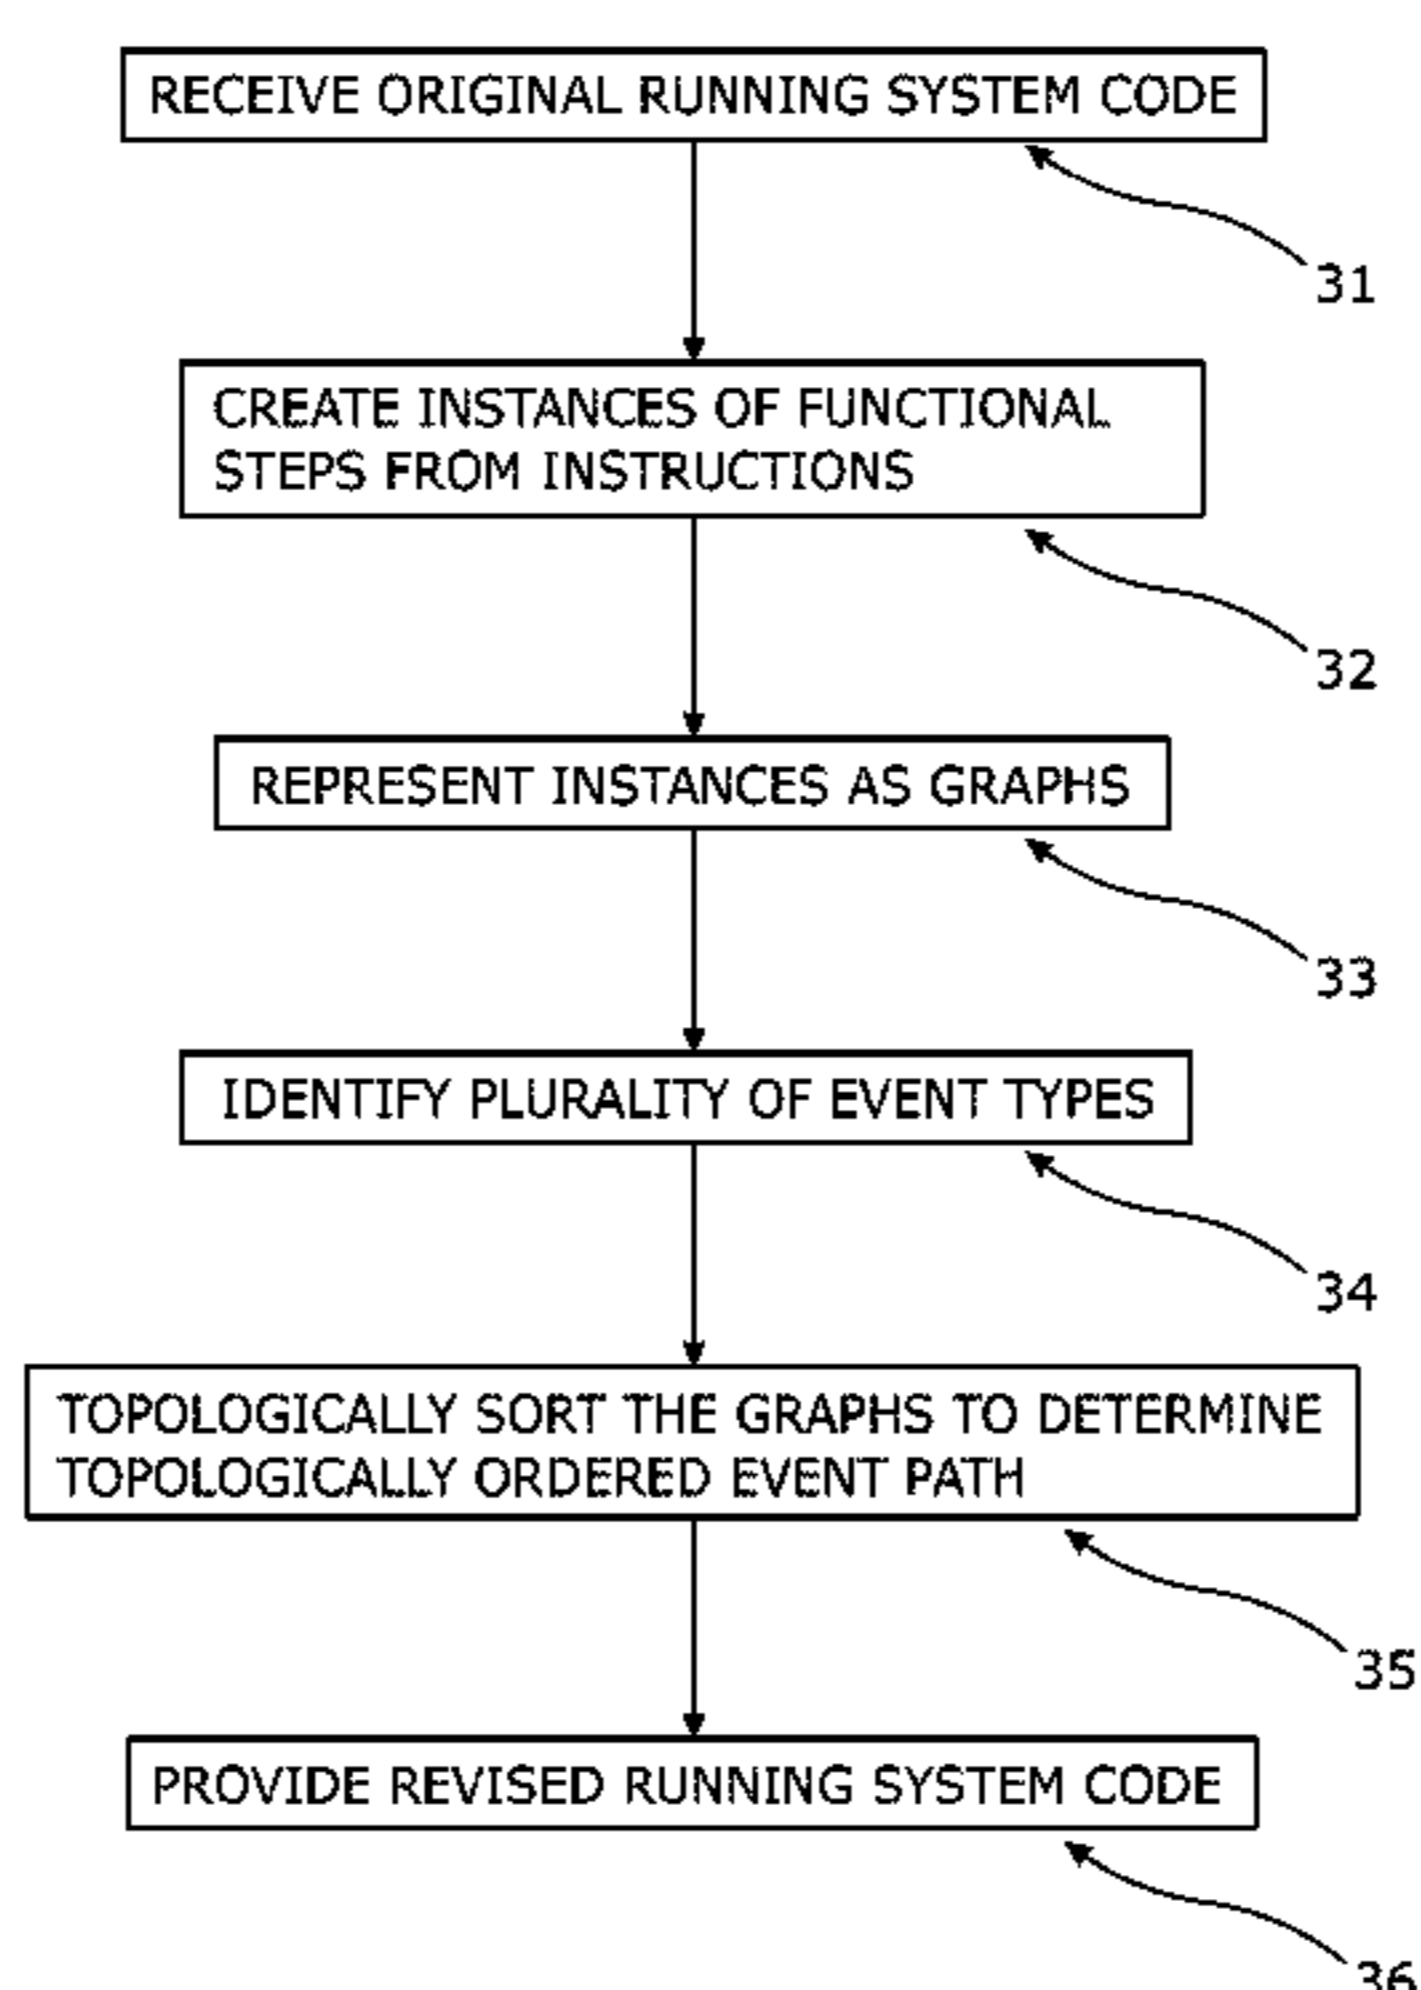 RECEIVE ORIGINAL RUNNING SYSTEM CODE
31
CREATE INSTANCES OF FUNCTIONAL
STEPS FROM INSTRUCTIONS
32
REPRESENT INSTANCES AS GRAPHS
33
IDENTIFY PLURALITY OF EVENT TYPES
34
TOPOLOGICALLY SORT THE GRAPHS TO DETERMINE
TOPOLOGICALLY ORDERED EVENT PATH
35
PROVIDE REVISED RUNNING SYSTEM CODE
36